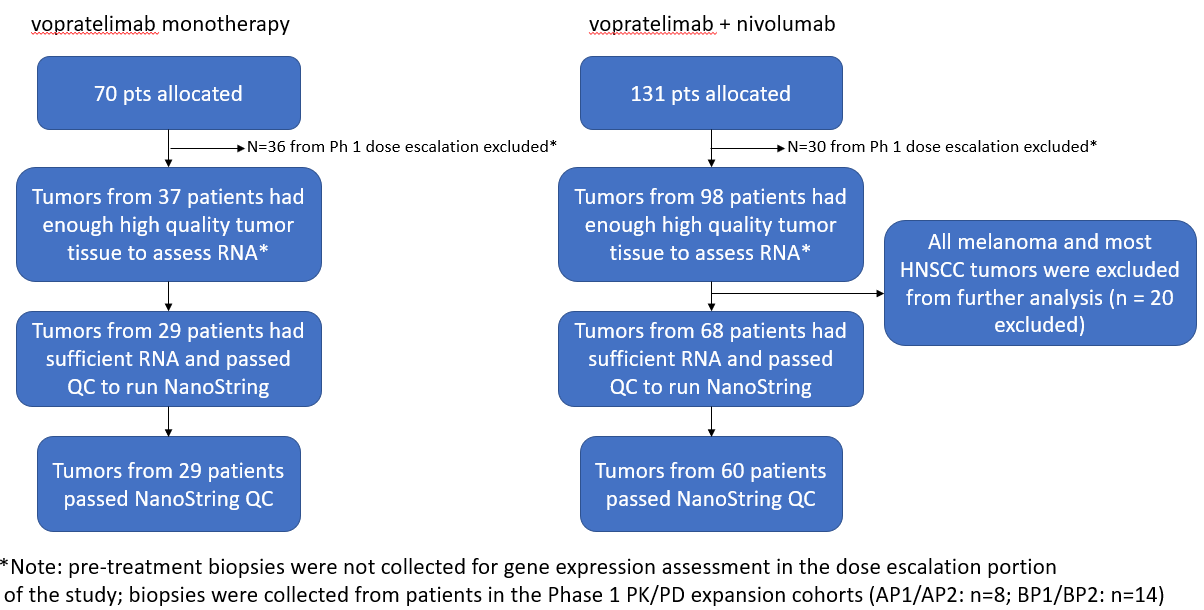 vopratelimab monotherapy
70 pts allocated
N=36 from Ph 1 dose escalation excluded*
Tumors from 37 patients had
enough high quality tumor
tissue to assess RNA*
Tumors from 29 patients had
sufficient RNA and passed
QC to run NanoString
Tumors from 29 patients
passed NanoString QC
vopratelimab + nivolumab
131 pts allocated
N=30 from Ph 1 dose escalation excluded*
Tumors from 98 patients had
enough high quality tumor
tissue to assess RNA*
All melanoma and most
HNSCC tumors were excluded
from further analysis (n = 20
excluded)
Tumors from 68 patients had
sufficient RNA and passed
QC to run NanoString
Tumors from 60 patients
passed NanoString QC
*Note: pre-treatment biopsies were not collected for gene expression assessment in the dose escalation portion
of the study; biopsies were collected from patients in the Phase 1 PK/PD expansion cohorts (AP1/AP2: n=8; BP1/BP2: n=14)